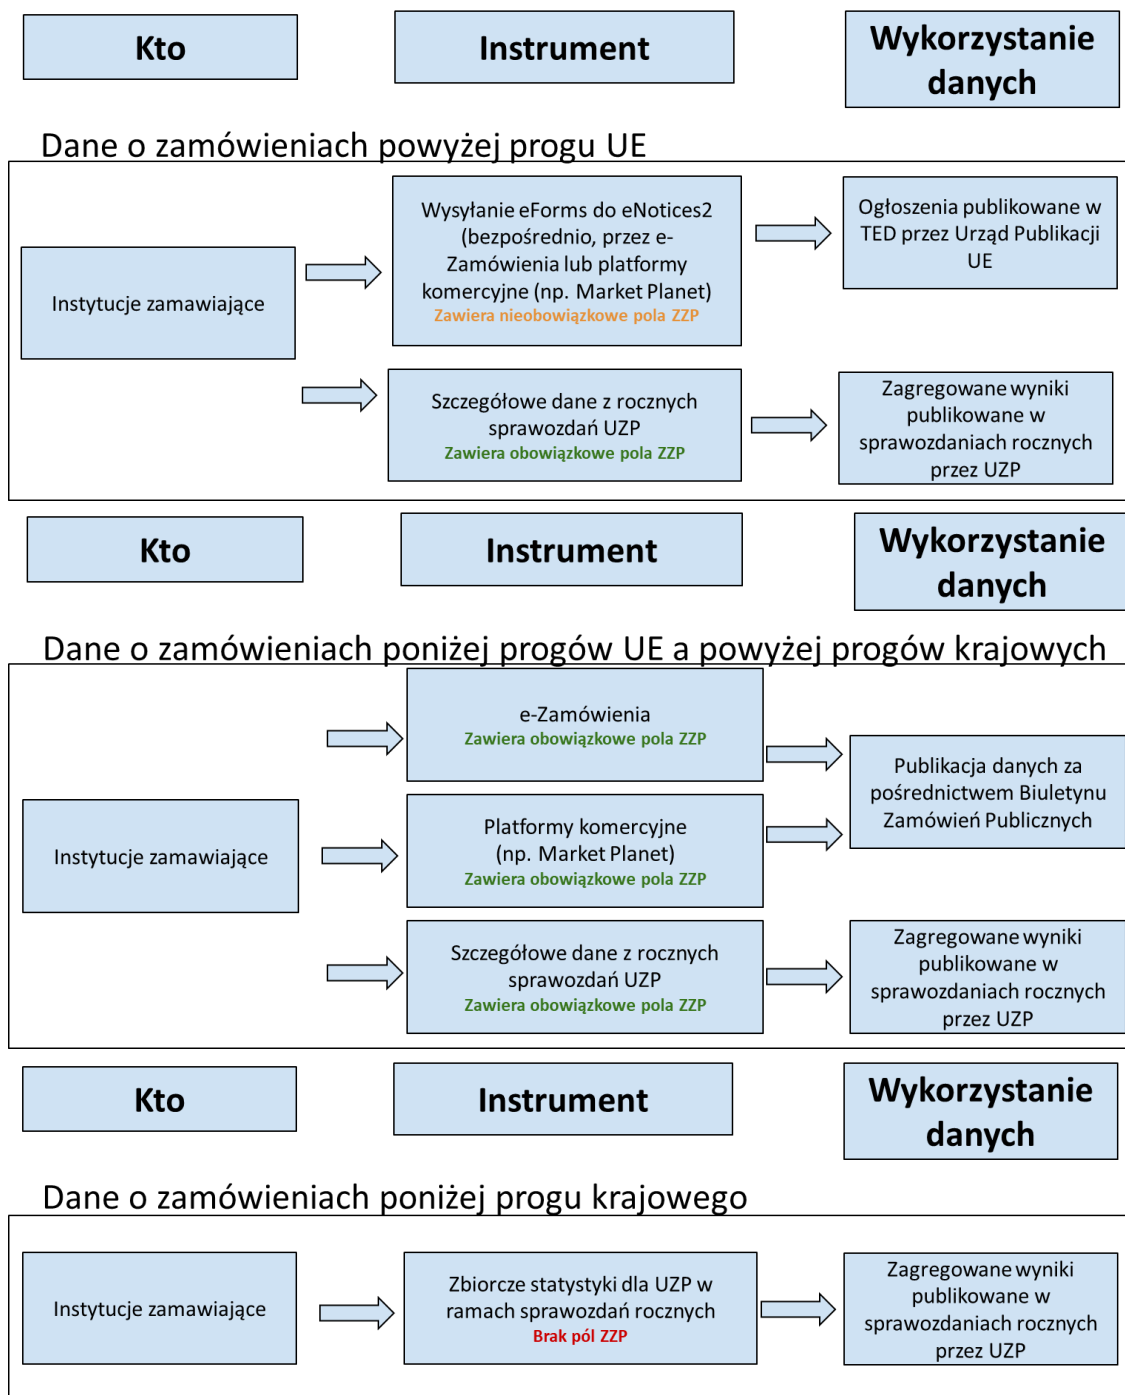 Kto
Instrument
Wykorzystanie
danych
Dane o zamówieniach powyżej progu UE
Instytucje zamawiające
Wysyłanie eForms do eNotices2
(bezpośrednio, przez e-
Zamówienia lub platformy
komercyjne (np. Market Planet)
Zawiera nieobowiązkowe pola ZZP
Ogłoszenia publikowane w
TED przez Urząd Publikacji
UE
Szczegółowe dane z rocznych
sprawozdań UZP
Zawiera obowiązkowe pola ZZP
Zagregowane wyniki
publikowane w
sprawozdaniach rocznych
przez UZP
Kto
Instrument
Wykorzystanie
danych
Dane o zamówieniach poniżej progów UE a powyżej progów krajowych
Instytucje zamawiające
e-Zamówienia
Zawiera obowiązkowe pola ZZP
Platformy komercyjne
(np. Market Planet)
Zawiera obowiązkowe pola ZZP
Publikacja danych za
pośrednictwem Biuletynu
Zamówień Publicznych
Szczegółowe dane z rocznych
sprawozdań UZP
Zawiera obowiązkowe pola ZZP
Zagregowane wyniki
publikowane w
sprawozdaniach rocznych
przez UZP
Kto
Instrument
Wykorzystanie
danych
Dane o zamówieniach poniżej progu krajowego
Instytucje zamawiające
Zbiorcze statystyki dla UZP w
ramach sprawozdań rocznych
Brak pól ZZP
Zagregowane wyniki
publikowane w
sprawozdaniach rocznych
przez UZP